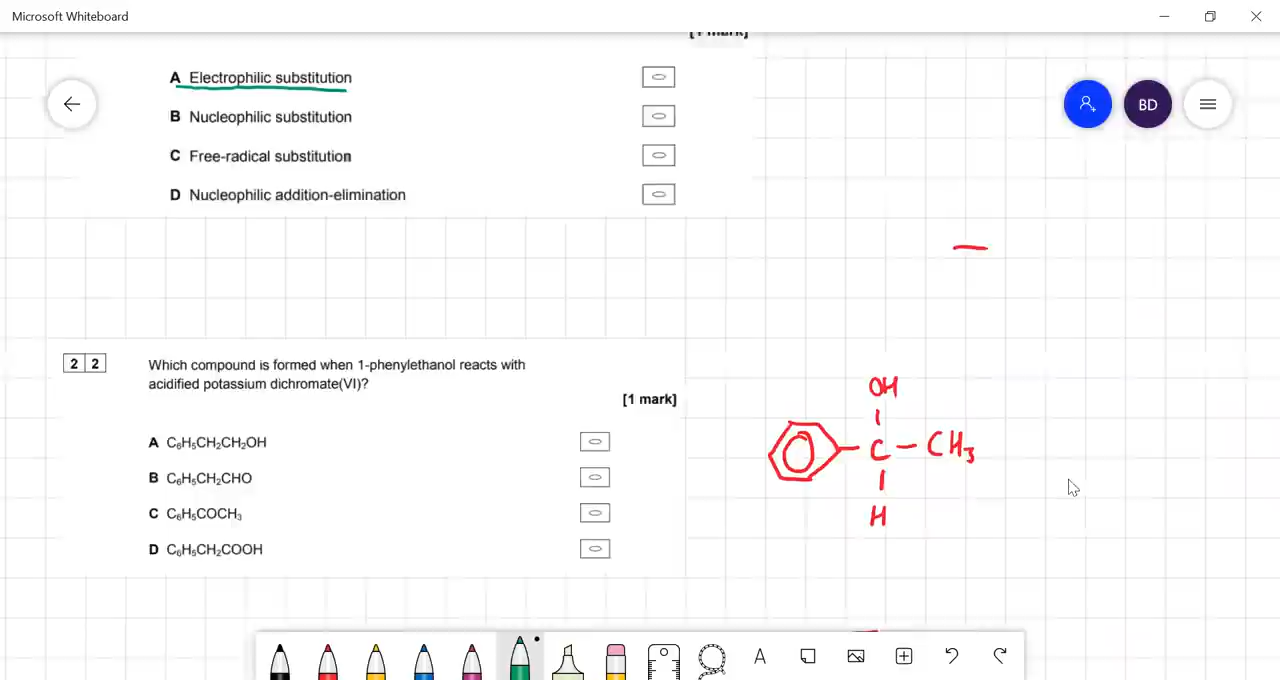 Microsoft Whiteboard
[1 mark]
A Electrophilic substitution
B Nucleophilic substitution
C Free-radical substitution
D Nucleophilic addition-elimination
BD
2 2 Which compound is formed when 1-phenylethanol reacts with
acidified potassium dichromate(VI)?
[1 mark]
A C₆H₅CH₂CH₂OH
B C₆H₅CH₂CHO
C C₆H₅COCH₃
D C₆H₅CH₂COOH
OH
C - CH₃
H
A